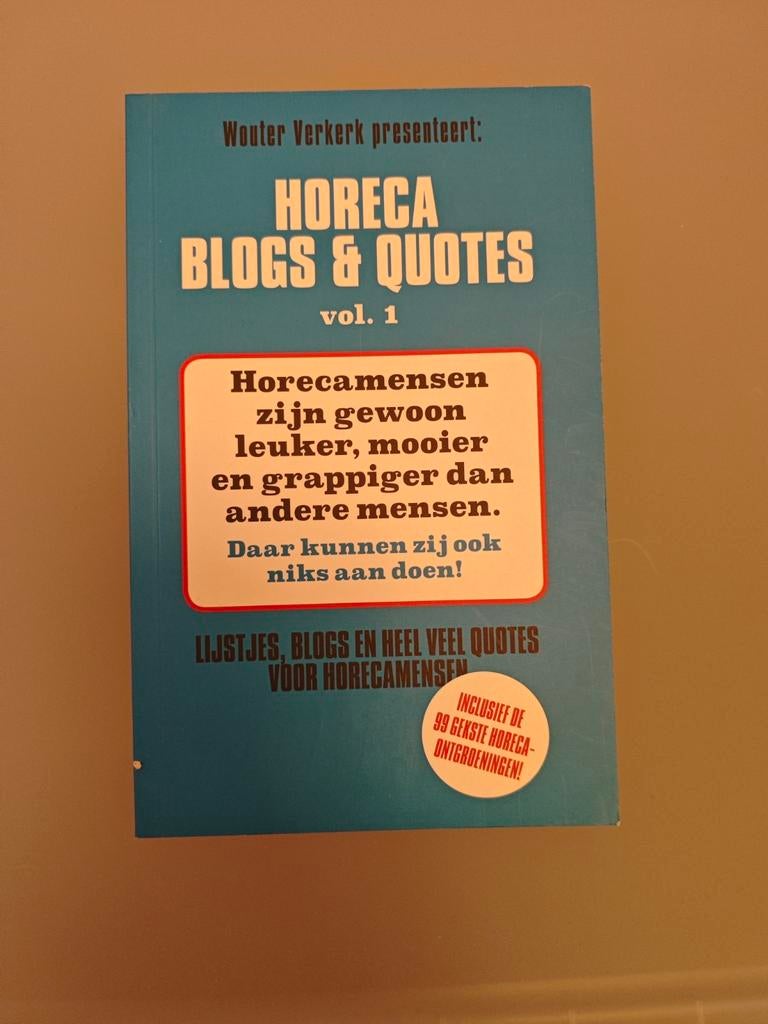 Wouter Verkerk presenteert:
HORECA
BLOGS & QUOTES
vol. 1
Horecamensen
zijn gewoon
leuker, mooier
en grappiger dan
andere mensen.
Daar kunnen zij ook
niks aan doen!
LIJSTJES, BLOGS EN HEEL VEEL QUOTES
VOOR HORECAMENSEN
INCLUSIEF DE
99 GEKSTE HORECA-
ONTGROENINGEN!